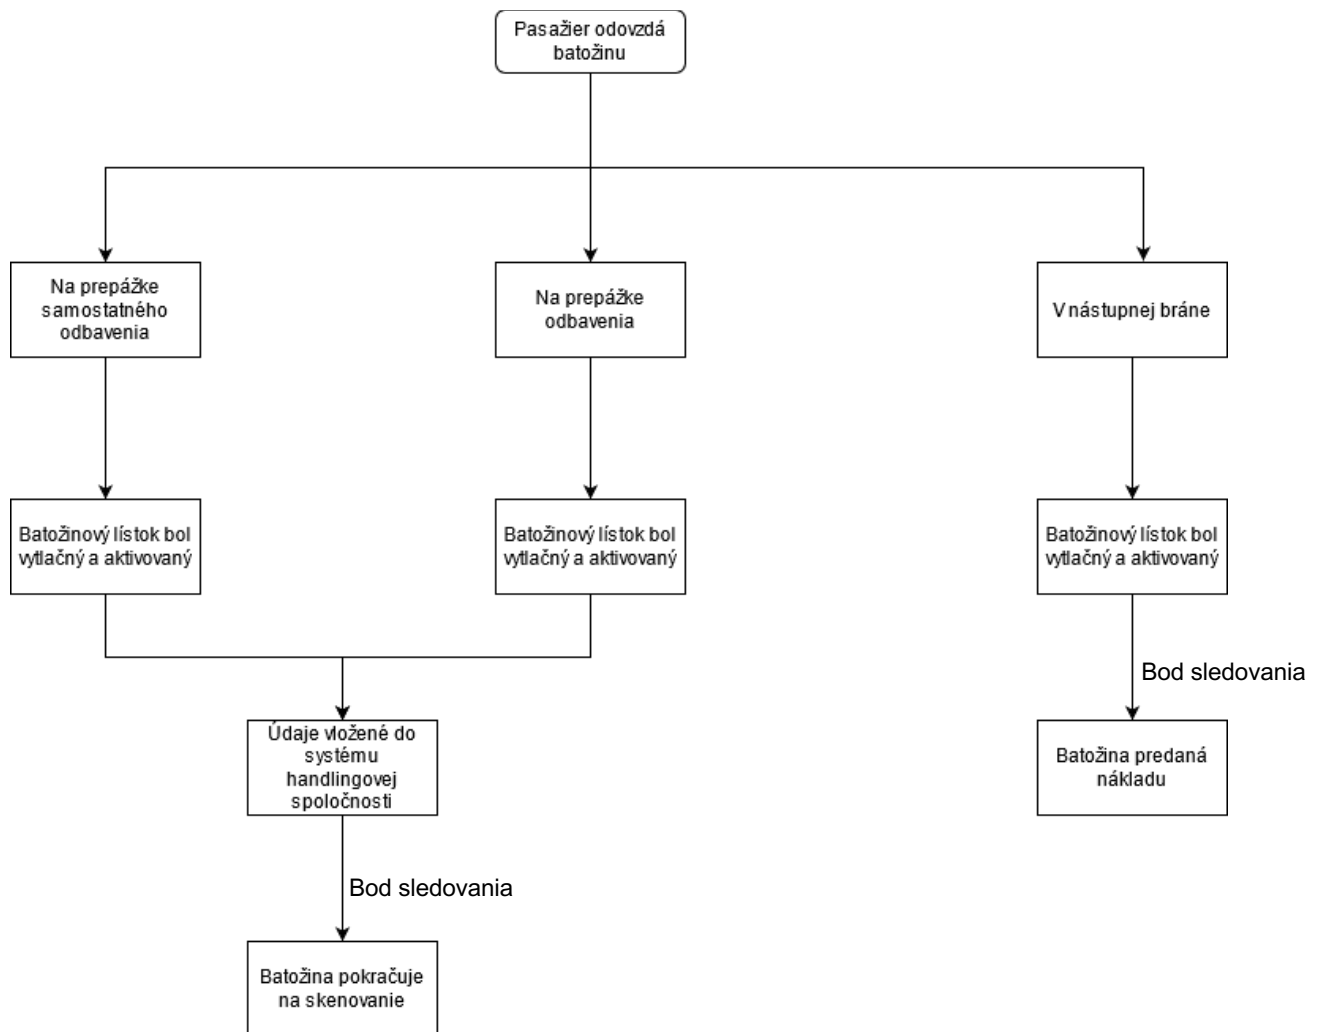 Pasažier odovzdá
batožinu
Na prepážke
samostatného
odbavenia
Na prepážke
odbavenia
V nástupnej bráne
Batožinový lístok bol
vytlačný a aktivovaný
Batožinový lístok bol
vytlačný a aktivovaný
Batožinový lístok bol
vytlačný a aktivovaný
Bod sledovania
Údaje vložené do
systému
handlingovej
spoločnosti
Batožina predaná
nákladu
Bod sledovania
Batožina pokračuje
na skenovanie